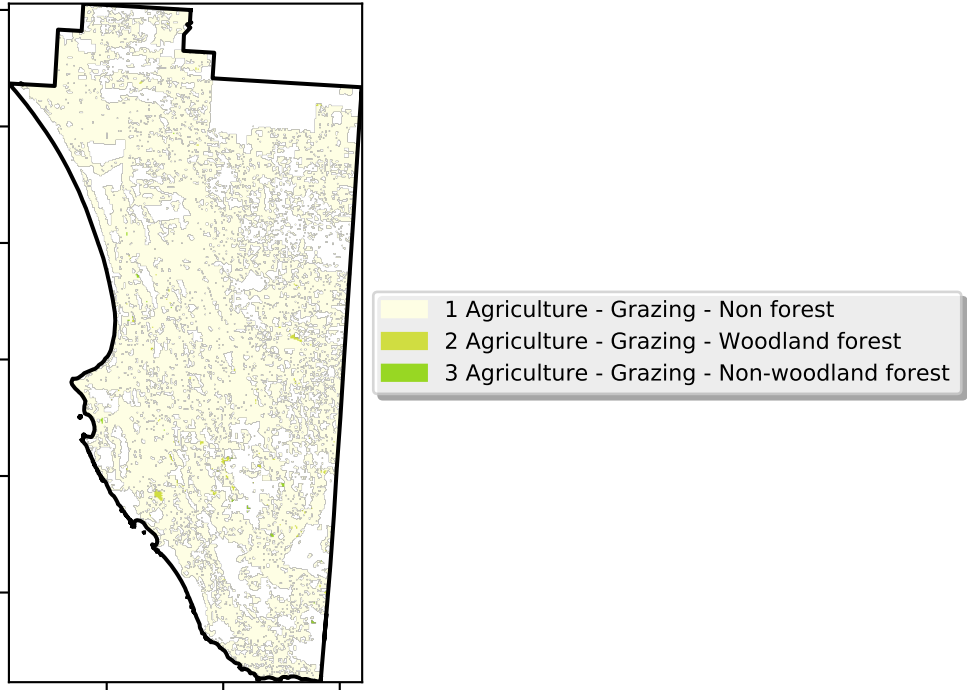 1 Agriculture - Grazing - Non forest
2 Agriculture - Grazing - Woodland forest
3 Agriculture - Grazing - Non-woodland forest